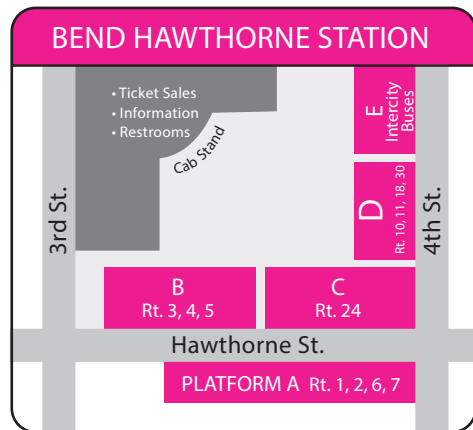 BEND HAWTHORNE STATION
• Ticket Sales
• Information
• Restrooms
Cab Stand
E
Intercity
Buses
D
Rt. 10, 11, 18, 30
3rd St.
4th St.
B
Rt. 3, 4, 5
C
Rt. 24
Hawthorne St.
PLATFORM A Rt. 1, 2, 6, 7